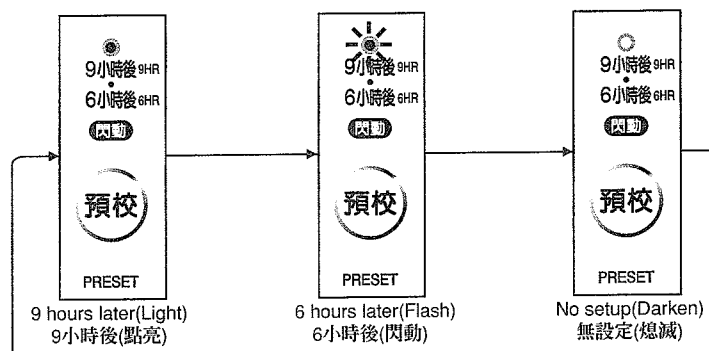 9小時後 9HR
6小時後 6HR
閃動
預校
PRESET
9 hours later(Light)
9小時後(點亮)
9小時後 9HR
6小時後 6HR
閃動
預校
PRESET
6 hours later(Flash)
6小時後(閃動)
9小時後 9HR
6小時後 6HR
閃動
預校
PRESET
No setup(Darken)
無設定(熄滅)